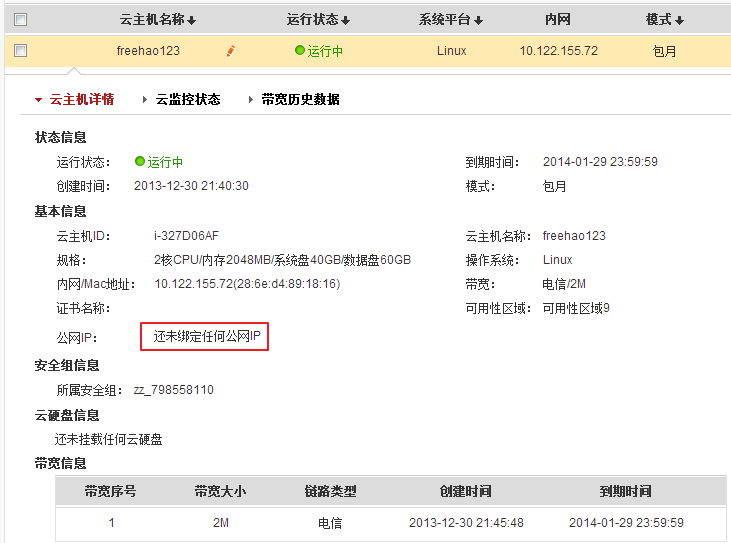 云主机名称 运行状态 系统平台 内网 模式
freehao123 运行中 Linux 10.122.155.72 包月
云主机详情 云监控状态 带宽历史数据
状态信息
运行状态： 运行中 到期时间： 2014-01-29 23:59:59
创建时间： 2013-12-30 21:40:30 模式： 包月
基本信息
云主机ID： i-327D06AF 云主机名称： freehao123
规格： 2核CPU/内存2048MB/系统盘40GB/数据盘60GB 操作系统： Linux
内网/Mac地址： 10.122.155.72(28:6e:d4:89:18:16) 带宽： 电信/2M
证书名称： 可用性区域： 可用性区域9
公网IP： 还未绑定任何公网IP
安全组信息
所属安全组： zz_798558110
云硬盘信息
还未挂载任何云硬盘
带宽信息
带宽序号 带宽大小 链路类型 创建时间 到期时间
1 2M 电信 2013-12-30 21:45:48 2014-01-29 23:59:59